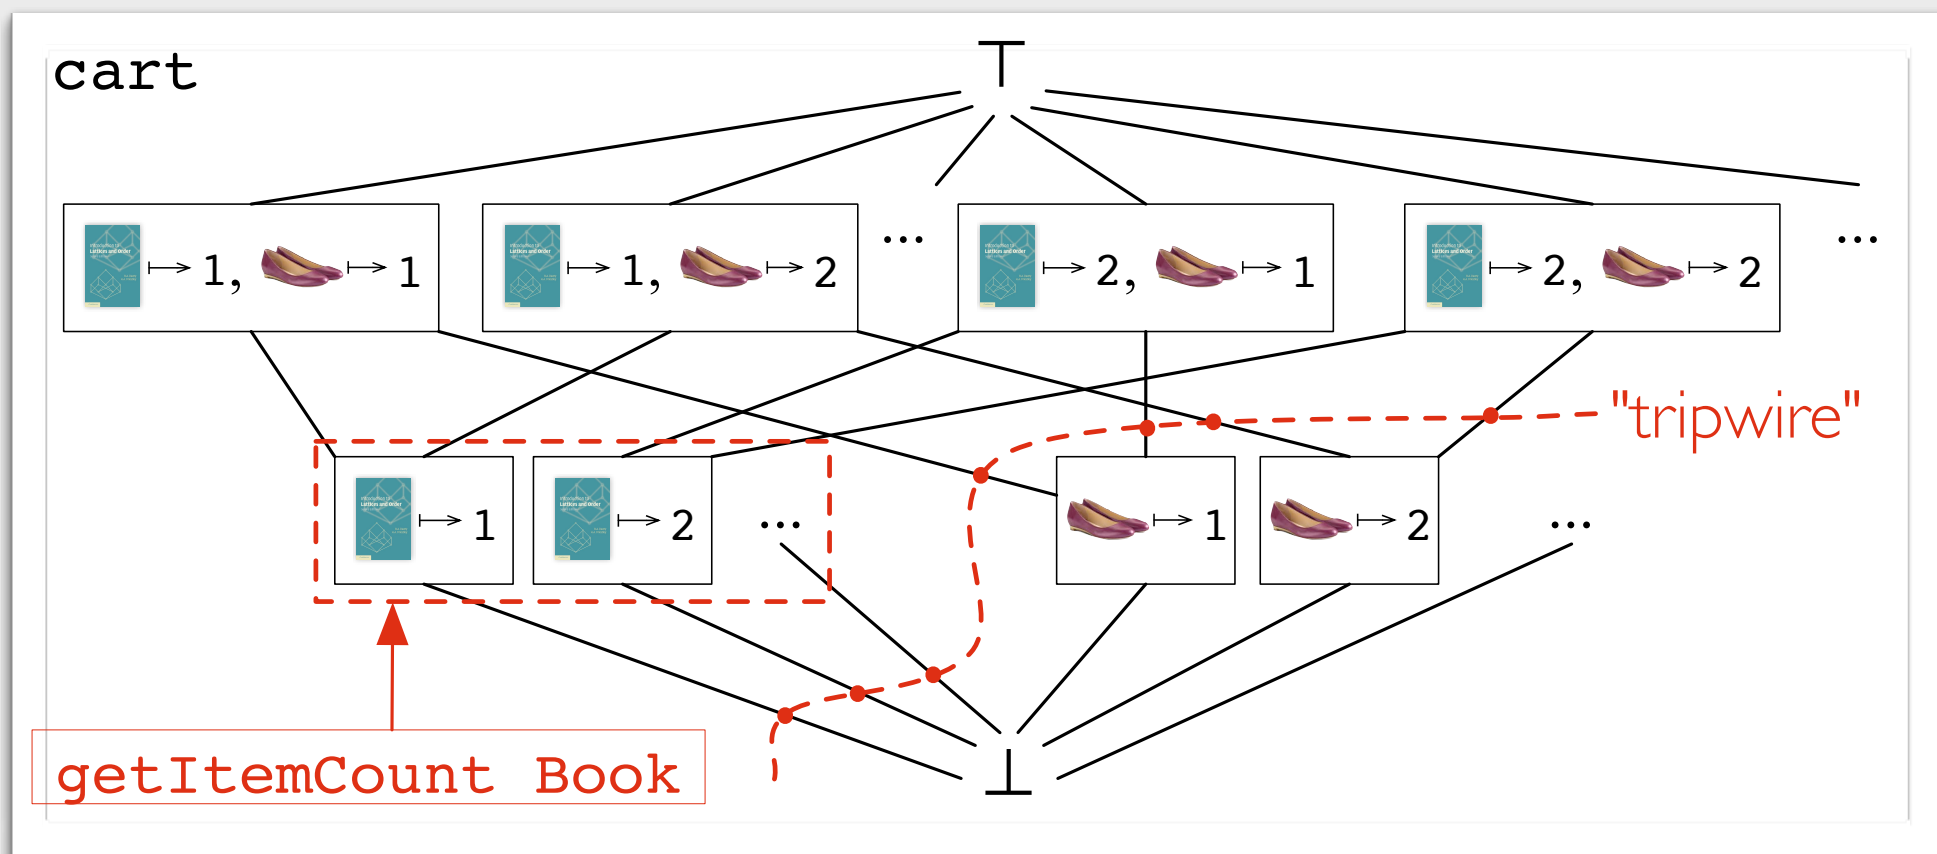 cart
⊤
↦ 1, ↦ 1
↦ 1, ↦ 2
...
↦ 2, ↦ 1
↦ 2, ↦ 2
...
"tripwire"
↦ 1
↦ 2
...
↦ 1
↦ 2
...
getItemCount Book
⊥